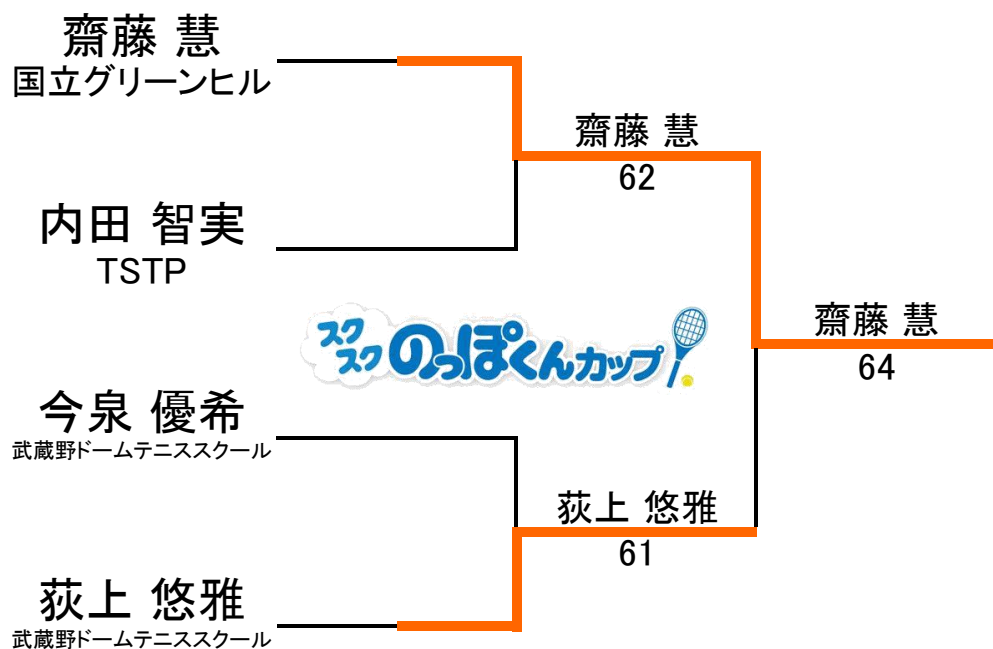 齋藤 慧
国立グリーンヒル
齋藤 慧
62
内田 智実
TSTP
齋藤 慧
64
スク
スク
のっぽくんカップ
今泉 優希
武蔵野ドームテニススクール
荻上 悠雅
61
荻上 悠雅
武蔵野ドームテニススクール